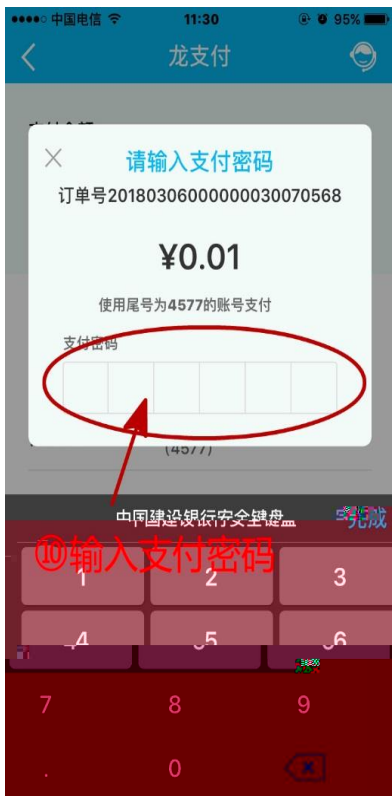 中国电信 11:30 95%
龙支付
请输入支付密码
订单号20180306000000030070568
¥0.01
使用尾号为4577的账号支付
支付密码
(4577)
中国建设银行安全键盘 完成
⑩输入支付密码
1 2 3
4 5 6
7 8 9
. 0